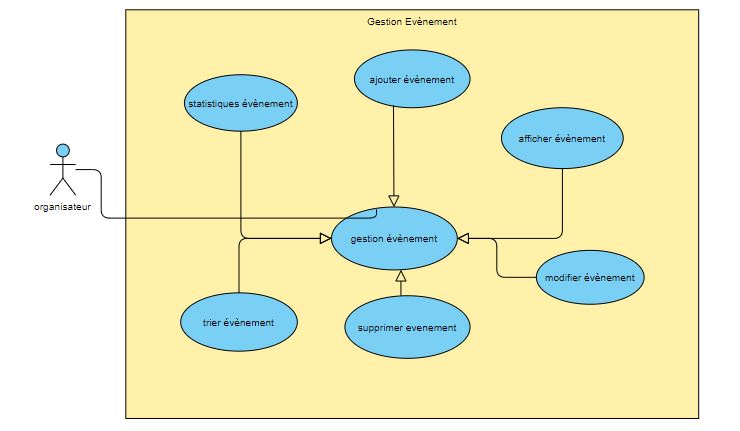 Gestion Evènement
ajouter évènement
statistiques évènement
afficher évènement
organisateur
gestion évènement
modifier évènement
trier évènement
supprimer evenement